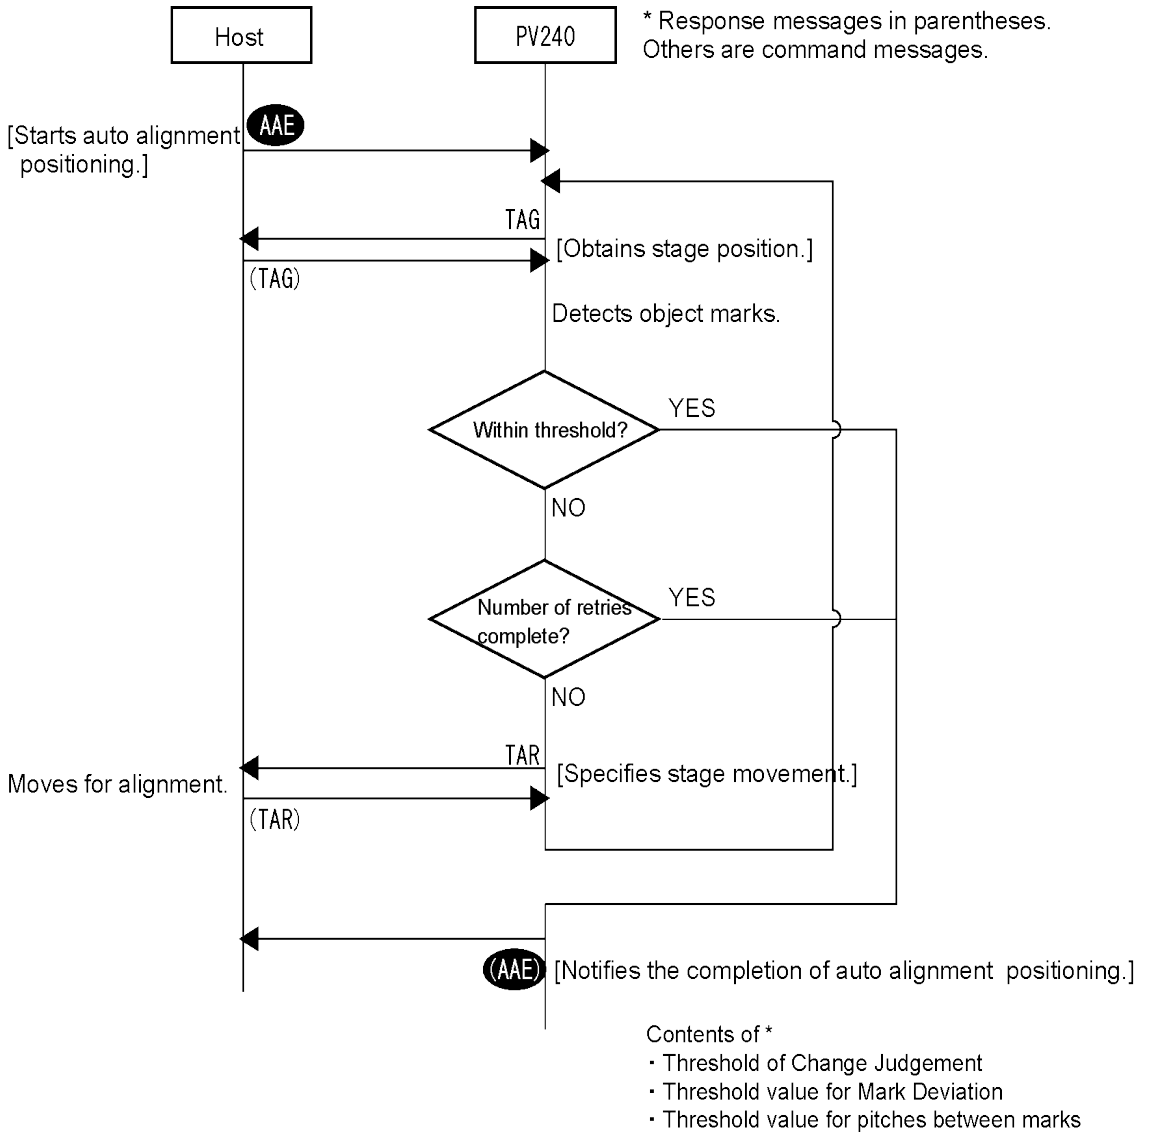 Host
PV240
* Response messages in parentheses.
Others are command messages.
AAE
[Starts auto alignment
positioning.]
TAG
[Obtains stage position.]
(TAG)
Detects object marks.
Within threshold?
YES
NO
Number of retries
complete?
YES
NO
TAR
[Specifies stage movement.]
Moves for alignment.
(TAR)
(AAE)
[Notifies the completion of auto alignment positioning.]
Contents of *
・Threshold of Change Judgement
・Threshold value for Mark Deviation
・Threshold value for pitches between marks